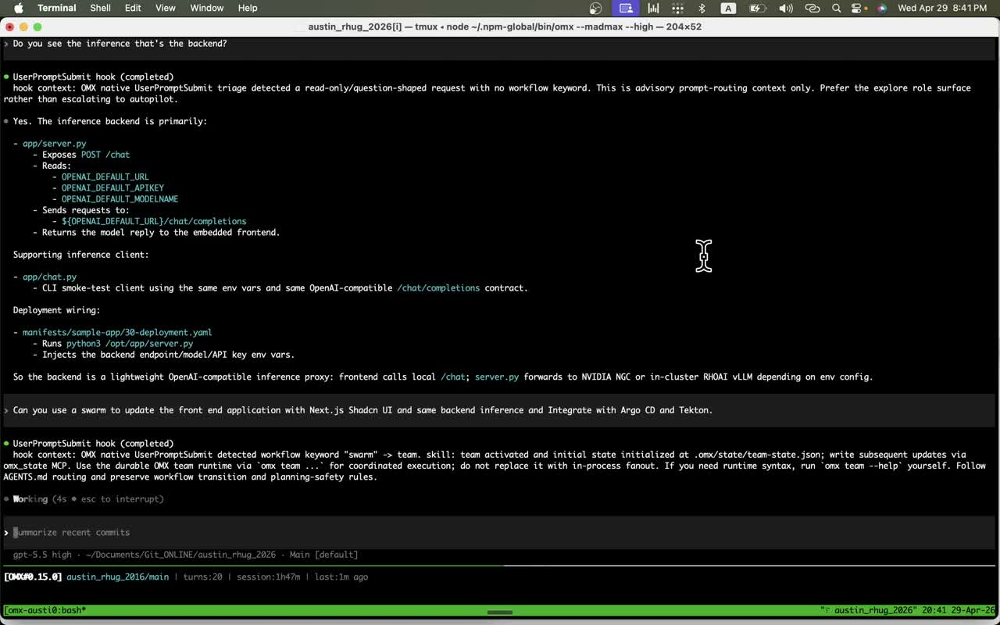 Terminal Shell Edit View Window Help A Wed Apr 29 8:41 PM
austin_rhug_2026[i] — tmux ◂ node ~/.npm-global/bin/omx --madmax --high — 204×52
› Do you see the inference that's the backend?
• UserPromptSubmit hook (completed)
hook context: OMX native UserPromptSubmit triage detected a read-only/question-shaped request with no workflow keyword. This is advisory prompt-routing context only. Prefer the explore role surface
rather than escalating to autopilot.
• Yes. The inference backend is primarily:
- app/server.py
- Exposes POST /chat
- Reads:
- OPENAI_DEFAULT_URL
- OPENAI_DEFAULT_APIKEY
- OPENAI_DEFAULT_MODELNAME
- Sends requests to:
- ${OPENAI_DEFAULT_URL}/chat/completions
- Returns the model reply to the embedded frontend.
Supporting inference client:
- app/chat.py
- CLI smoke-test client using the same env vars and same OpenAI-compatible /chat/completions contract.
Deployment wiring:
- manifests/sample-app/30-deployment.yaml
- Runs python3 /opt/app/server.py
- Injects the backend endpoint/model/API key env vars.
So the backend is a lightweight OpenAI-compatible inference proxy: frontend calls local /chat; server.py forwards to NVIDIA NGC or in-cluster RHOAI vLLM depending on env config.
› Can you use a swarm to update the front end application with Next.js Shadcn UI and same backend inference and Integrate with Argo CD and Tekton.
• UserPromptSubmit hook (completed)
hook context: OMX native UserPromptSubmit detected workflow keyword "swarm" -> team. skill: team activated and initial state initialized at .omx/state/team-state.json; write subsequent updates via
omx_state MCP. Use the durable OMX team runtime via `omx team ...` for coordinated execution; do not replace it with in-process fanout. If you need runtime syntax, run `omx team --help` yourself. Follow
AGENTS.md routing and preserve workflow transition and planning-safety rules.
• Working (4s • esc to interrupt)
› Summarize recent commits
gpt-5.5 high · ~/Documents/Git_ONLINE/austin_rhug_2026 · Main [default]
[OMX#0.15.0] austin_rhug_2016/main | turns:20 | session:1h47m | last:1m ago
[omx-austi0:bash* austin_rhug_2026" 20:41 29-Apr-26